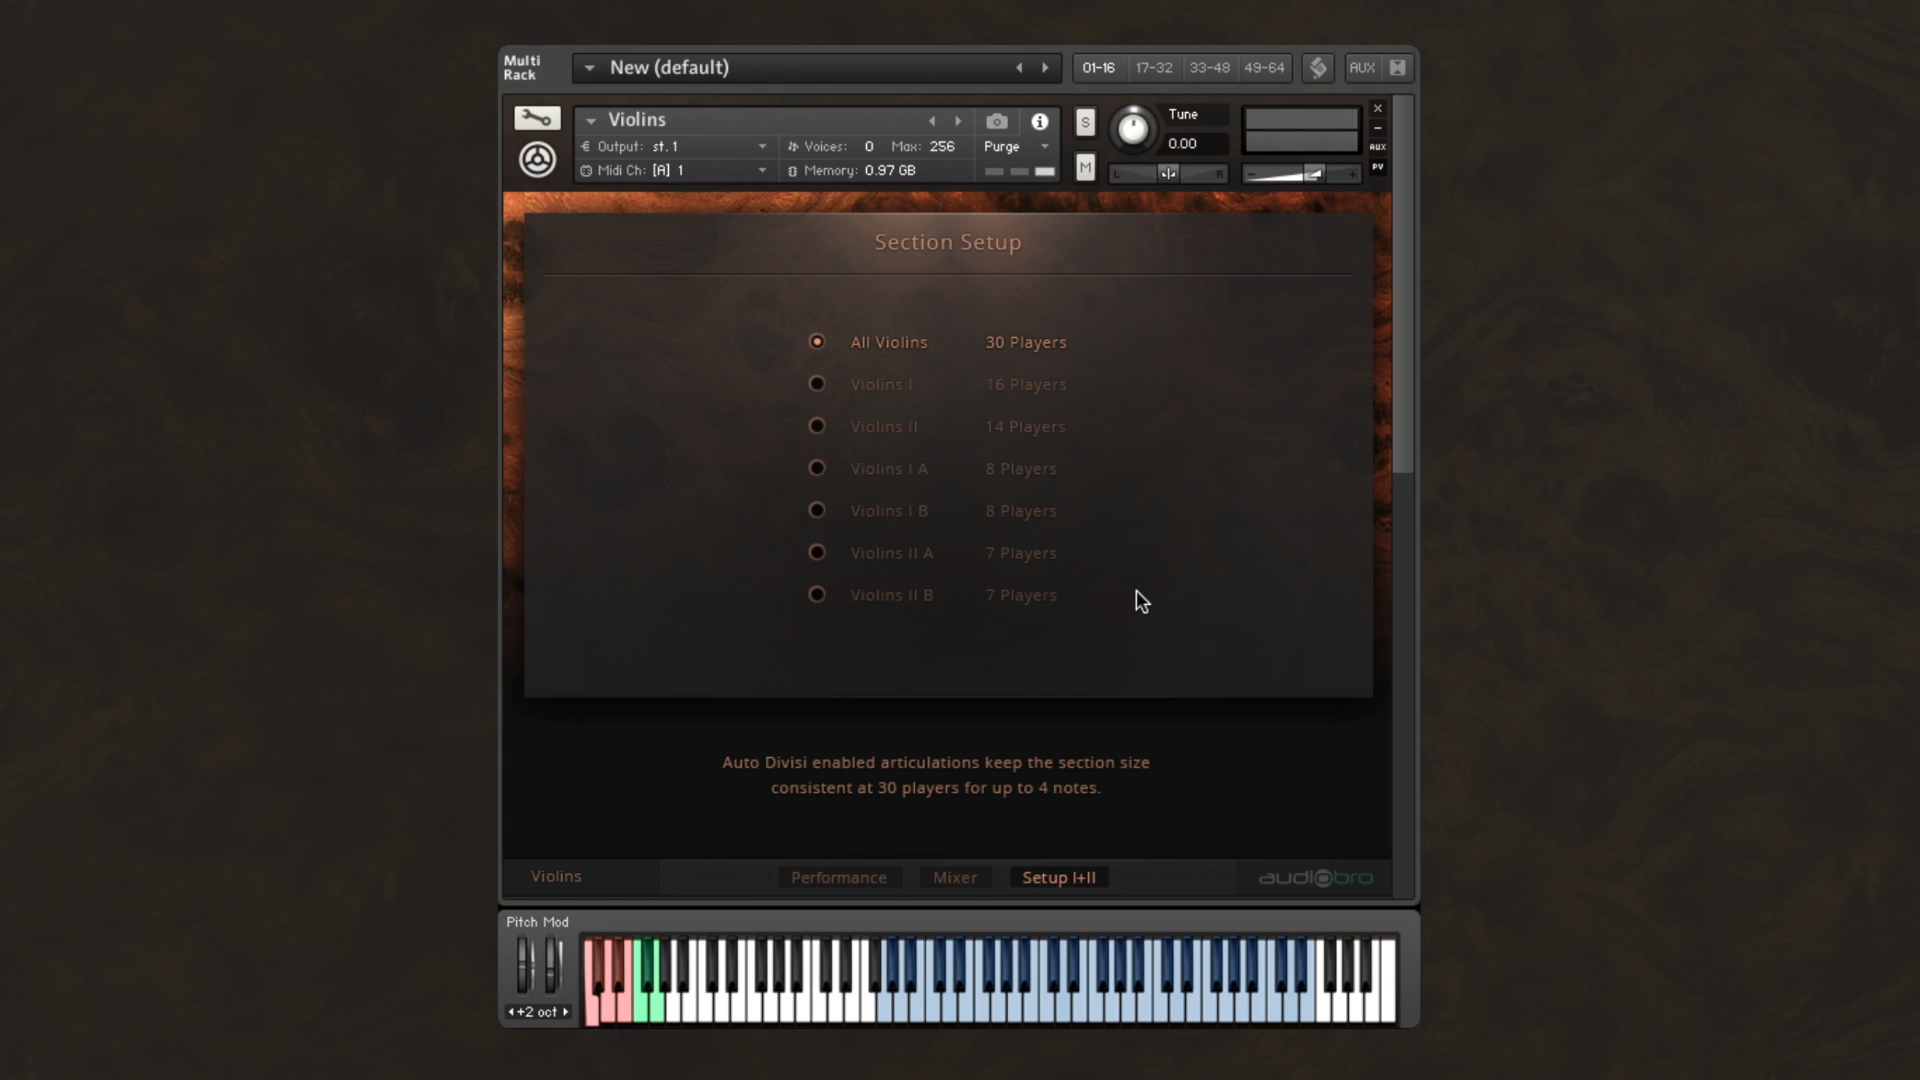 Multi Rack
New (default)
01-16 17-32 33-48 49-64
AUX
Violins
Output: st. 1
Voices: 0 Max: 256
Purge
Midi Ch: [A] 1
Memory: 0.97 GB
S
M
Tune
0.00
L R
AUX
PV
Section Setup
All Violins 30 Players
Violins I 16 Players
Violins II 14 Players
Violins I A 8 Players
Violins I B 8 Players
Violins II A 7 Players
Violins II B 7 Players
Auto Divisi enabled articulations keep the section size
consistent at 30 players for up to 4 notes.
Violins
Performance Mixer Setup I+II
audiobro
Pitch Mod
+2 oct